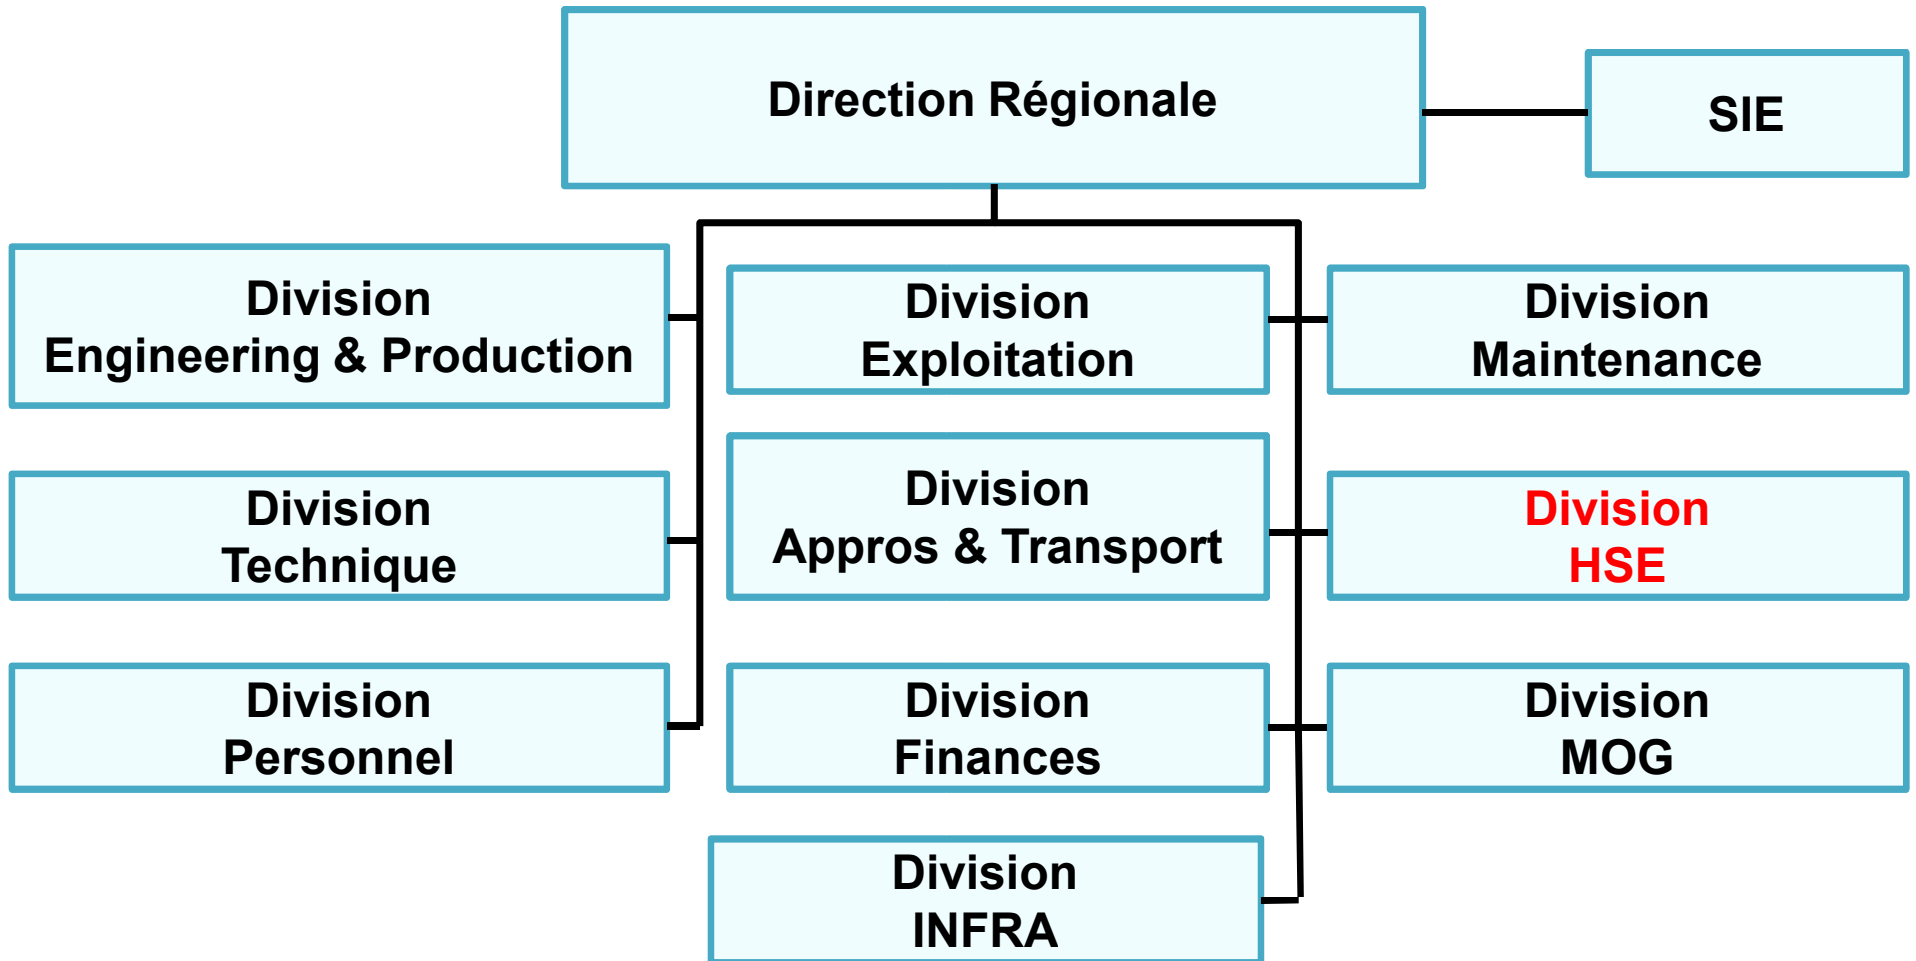 Direction Régionale
SIE
Division
Engineering & Production
Division
Exploitation
Division
Maintenance
Division
Technique
Division
Appros & Transport
Division
HSE
Division
Personnel
Division
Finances
Division
MOG
Division
INFRA